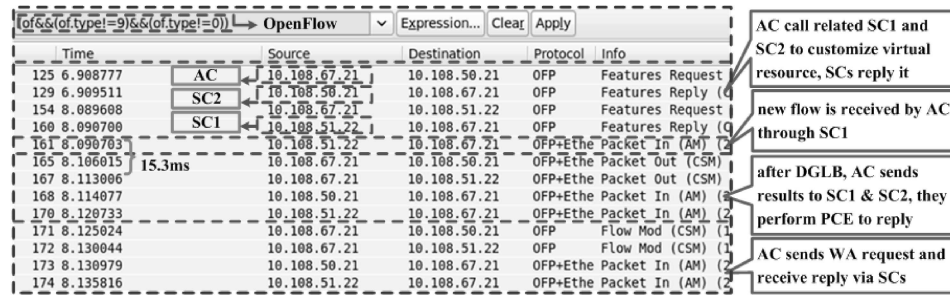 (of&&(of.type!=9)&&(of.type!=0)) OpenFlow Expression... Clear Apply
Time Source Destination Protocol Info
125 6.908777 AC 10.108.67.21 10.108.50.21 OFP Features Request
129 6.909511 SC2 10.108.50.21 10.108.67.21 OFP Features Reply
154 8.089608 10.108.67.21 10.108.51.22 OFP Features Request
160 8.090700 SC1 10.108.51.22 10.108.67.21 OFP Features Reply
161 8.090703 10.108.51.22 10.108.67.21 OFP+Ethe Packet In (AM)
165 8.106015 10.108.67.21 10.108.50.21 OFP+Ethe Packet Out (CSM)
15.3ms
167 8.113006 10.108.67.21 10.108.51.22 OFP+Ethe Packet Out (CSM)
168 8.114077 10.108.50.21 10.108.67.21 OFP+Ethe Packet In (AM)
170 8.120733 10.108.51.22 10.108.67.21 OFP+Ethe Packet In (AM) (2
171 8.125024 10.108.67.21 10.108.50.21 OFP Flow Mod (CSM) (1
172 8.130044 10.108.67.21 10.108.51.22 OFP Flow Mod (CSM) (1
173 8.130979 10.108.50.21 10.108.67.21 OFP+Ethe Packet In (AM)
174 8.135816 10.108.51.22 10.108.67.21 OFP+Ethe Packet In (AM)
AC call related SC1 and
SC2 to customize virtual
resource, SCs reply it
new flow is received by AC
through SC1
after DGLB, AC sends
results to SC1 & SC2, they
perform PCE to reply
AC sends WA request and
receive reply via SCs